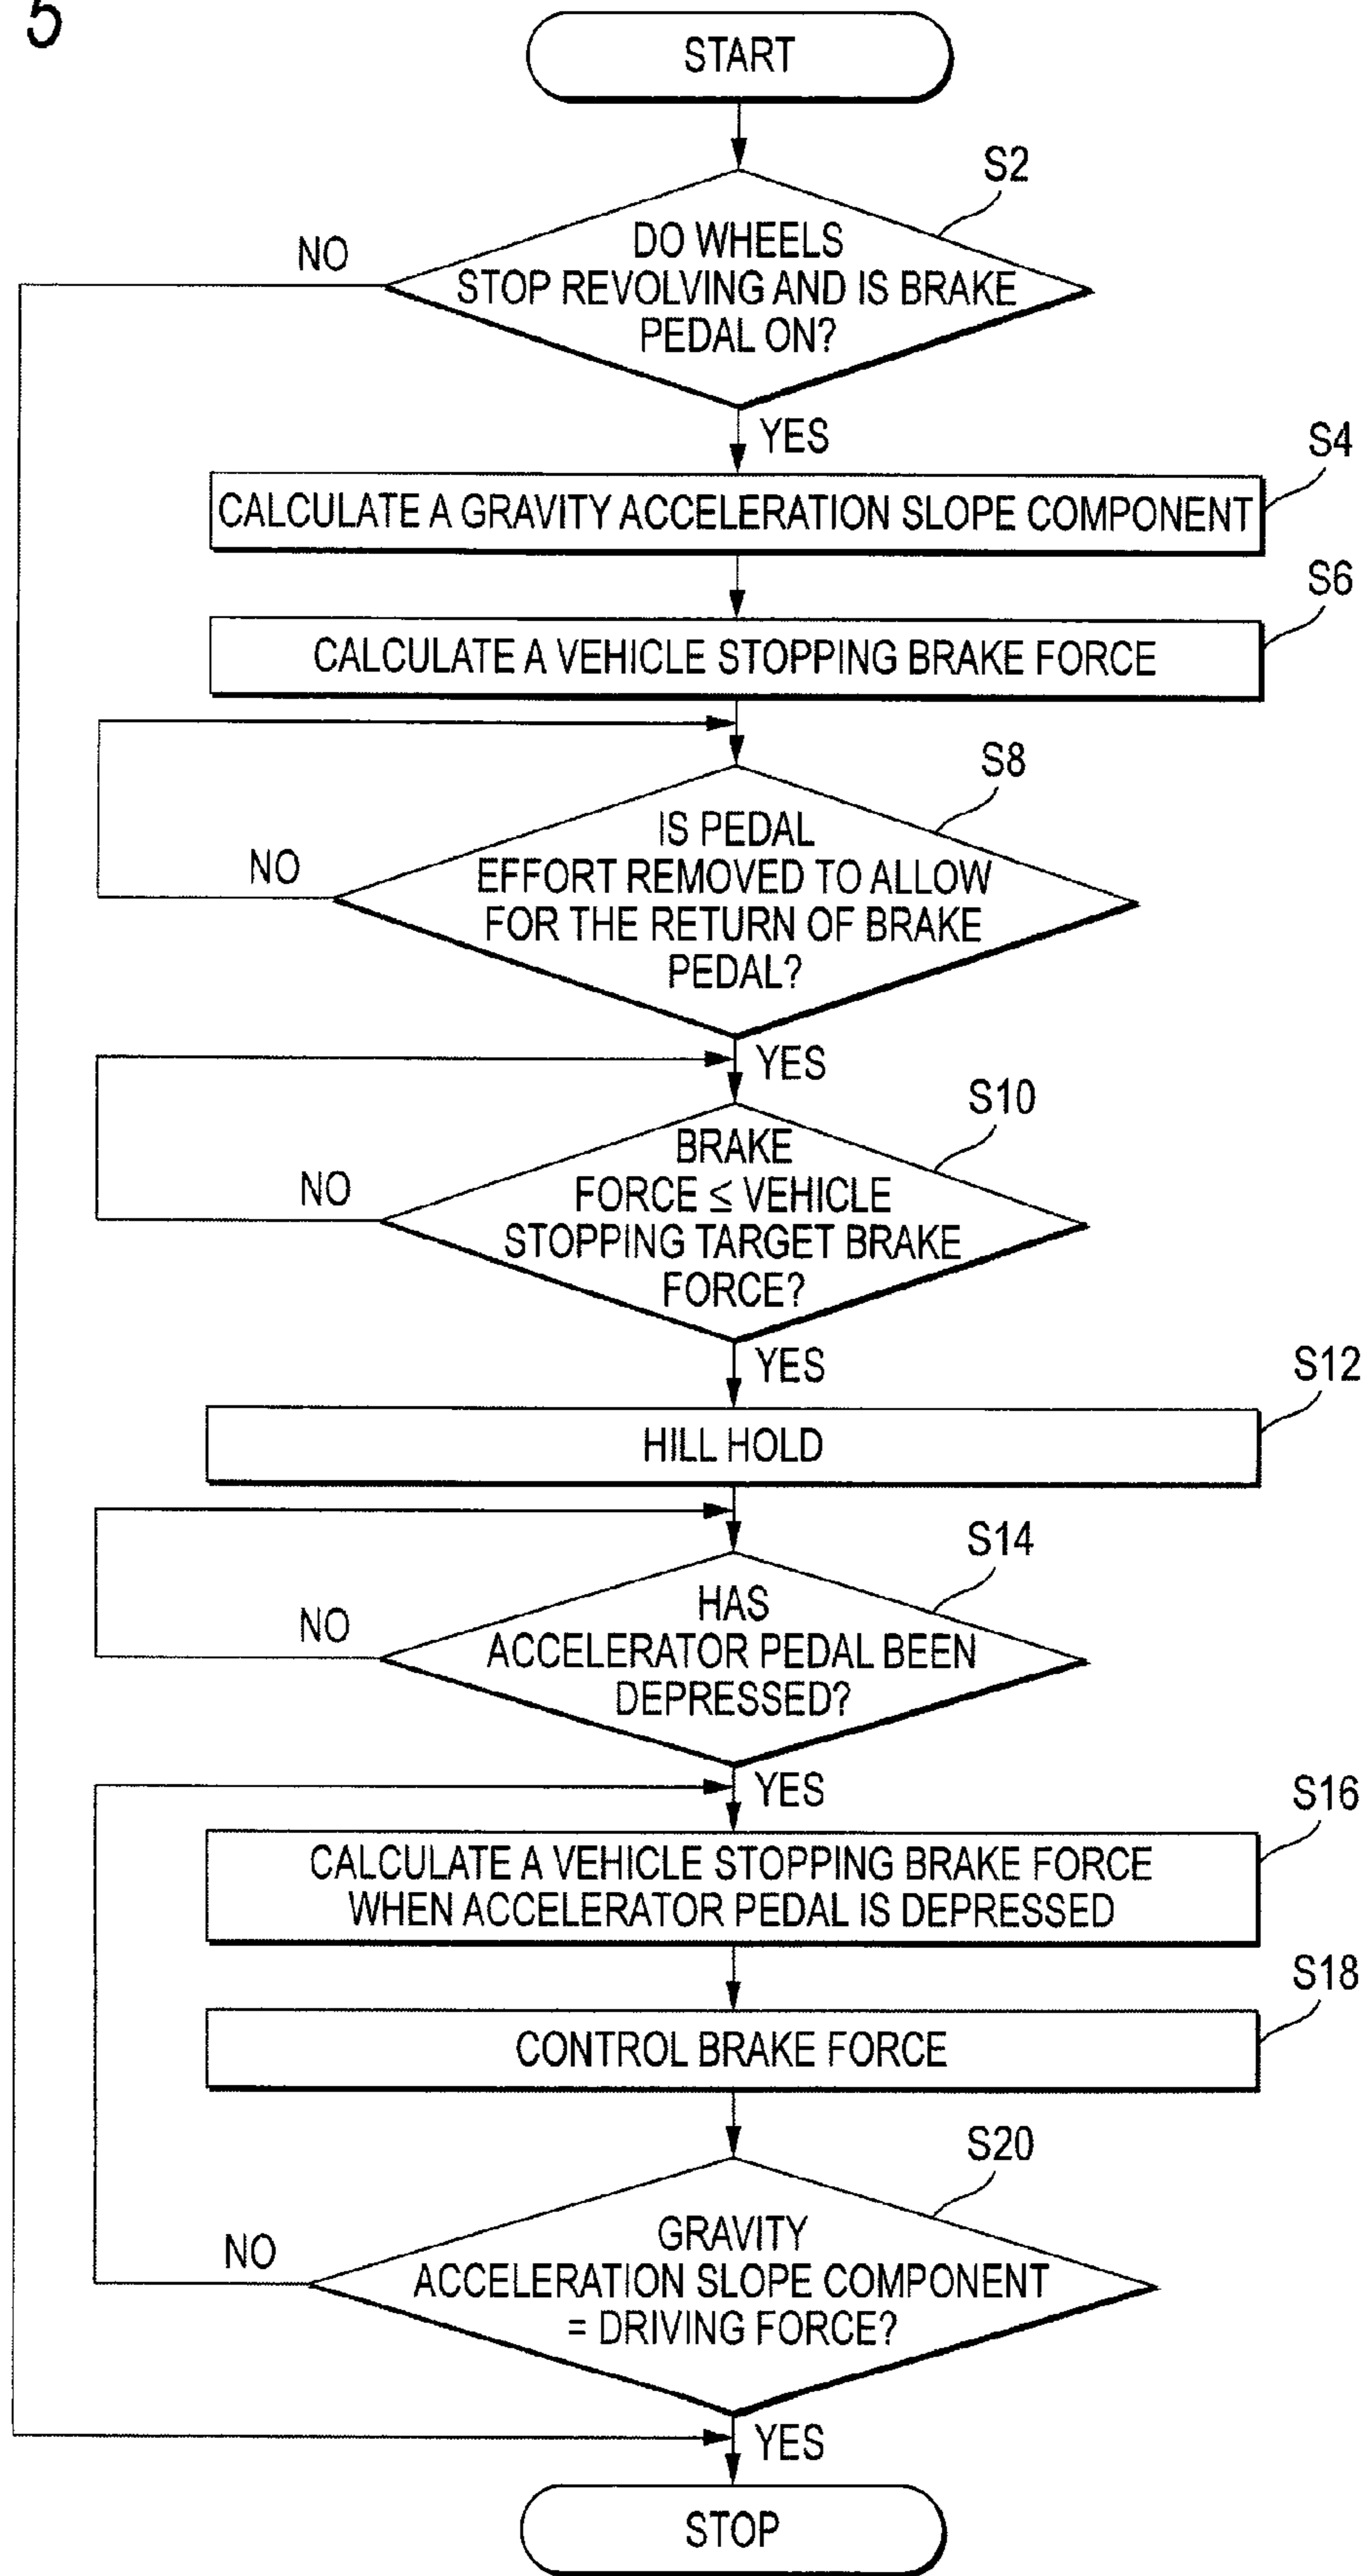 5
START
S2
DO WHEELS
STOP REVOLVING AND IS BRAKE
PEDAL ON?
NO
YES
S4
CALCULATE A GRAVITY ACCELERATION SLOPE COMPONENT
S6
CALCULATE A VEHICLE STOPPING BRAKE FORCE
S8
IS PEDAL
EFFORT REMOVED TO ALLOW
FOR THE RETURN OF BRAKE
PEDAL?
NO
YES
S10
BRAKE
FORCE ≤ VEHICLE
STOPPING TARGET BRAKE
FORCE?
NO
YES
S12
HILL HOLD
S14
HAS
ACCELERATOR PEDAL BEEN
DEPRESSED?
NO
YES
S16
CALCULATE A VEHICLE STOPPING BRAKE FORCE
WHEN ACCELERATOR PEDAL IS DEPRESSED
S18
CONTROL BRAKE FORCE
S20
GRAVITY
ACCELERATION SLOPE COMPONENT
= DRIVING FORCE?
NO
YES
STOP